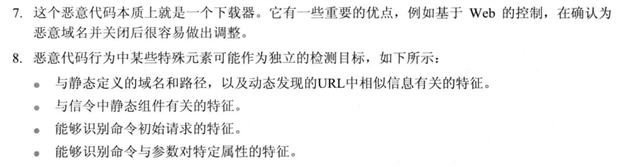 7. 这个恶意代码本质上就是一个下载器。它有一些重要的优点，例如基于 Web 的控制，在确认为
恶意域名并关闭后很容易做出调整。
8. 恶意代码行为中某些特殊元素可能作为独立的检测目标，如下所示：
● 与静态定义的域名和路径，以及动态发现的URL中相似信息有关的特征。
● 与信令中静态组件有关的特征。
● 能够识别命令初始请求的特征。
● 能够识别命令与参数对特定属性的特征。